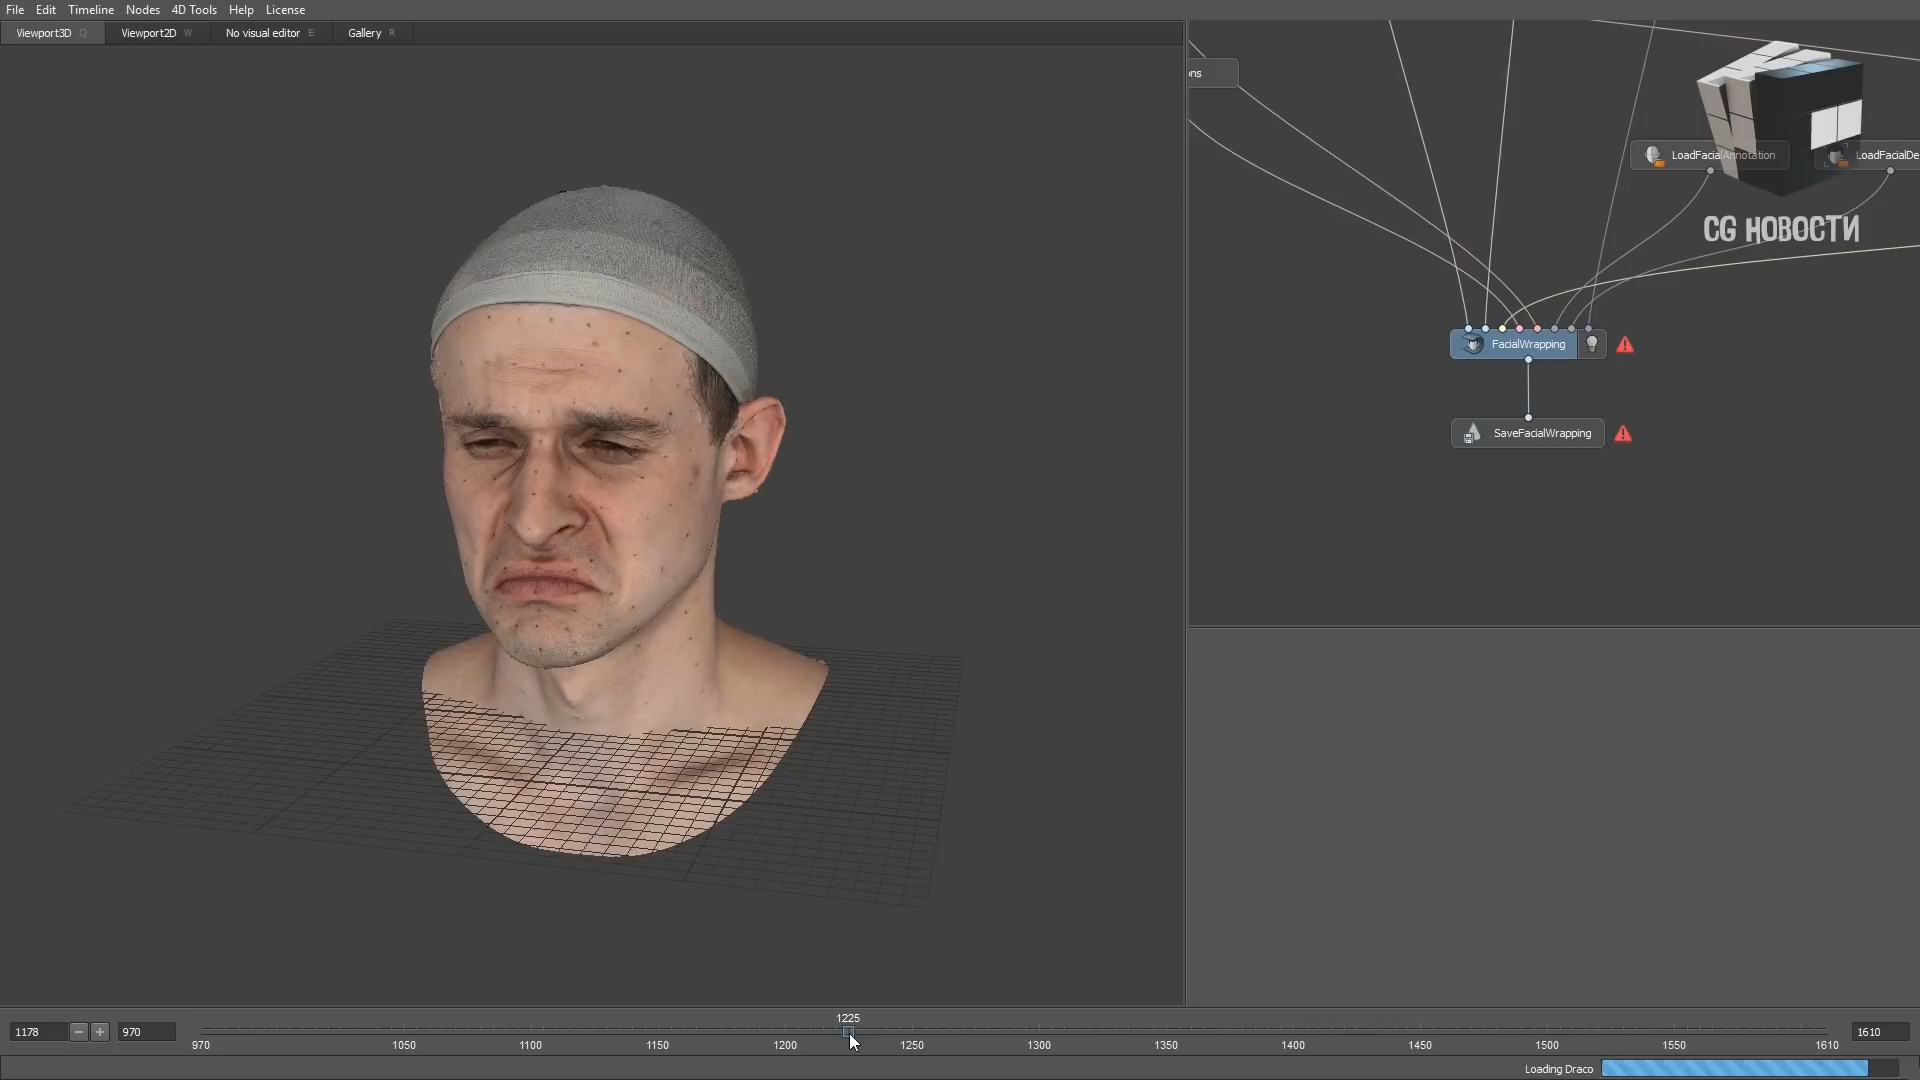 File Edit Timeline Nodes 4D Tools Help License
Viewport3D Q Viewport2D W No visual editor E Gallery R
ons
LoadFacialAnnotation LoadFacialDe
CG НОВОСТИ
FacialWrapping
SaveFacialWrapping
1225
1178 − + 970 1610
970 1050 1100 1150 1200 1250 1300 1350 1400 1450 1500 1550 1610
Loading Draco